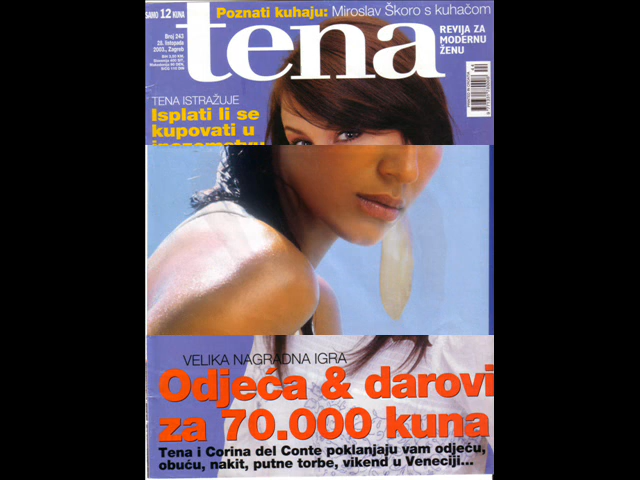 SAMO 12 KUNA
Poznati kuhaju: Miroslav Škoro s kuhačom
tena
Broj 243
28. listopada
2003., Zagreb
REVIJA ZA
MODERNU
ŽENU
TENA ISTRAŽUJE
Isplati li se
kupovati u
inozemstvu
VELIKA NAGRADNA IGRA
Odjeća & darovi
za 70.000 kuna
Tena i Corina del Conte poklanjaju vam odjeću,
obuću, nakit, putne torbe, vikend u Veneciji...